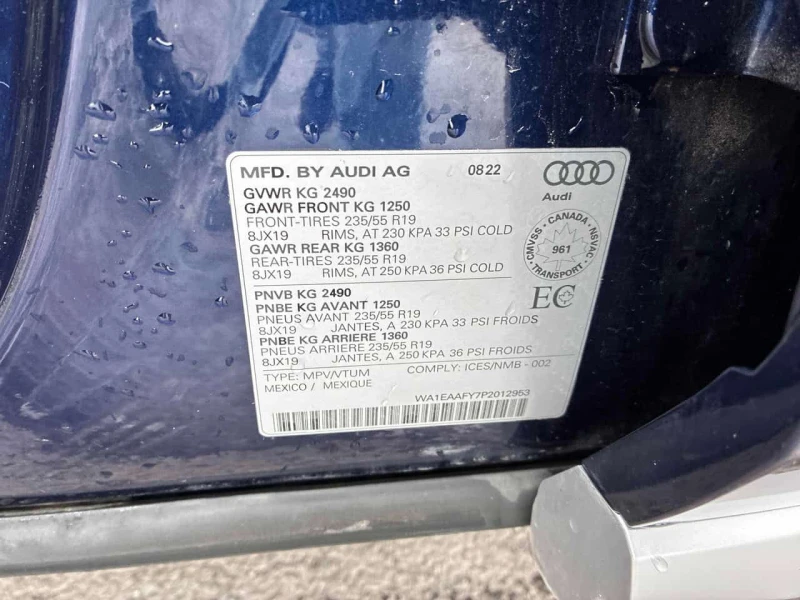 MFD. BY AUDI AG 0822
Audi
GVWR KG 2490
GAWR FRONT KG 1250
FRONT-TIRES 235/55 R19
8JX19 RIMS, AT 230 KPA 33 PSI COLD
GAWR REAR KG 1360
REAR-TIRES 235/55 R19
8JX19 RIMS, AT 250 KPA 36 PSI COLD
CMVSS - CANADA - NSVAC
961
TRANSPORT
PNVB KG 2490
PNBE KG AVANT 1250
PNEUS AVANT 235/55 R19
8JX19 JANTES, A 230 KPA 33 PSI FROIDS
PNBE KG ARRIERE 1360
PNEUS ARRIERE 235/55 R19
8JX19 JANTES, A 250 KPA 36 PSI FROIDS
EC
TYPE: MPV/VTUM COMPLY: ICES/NMB - 002
MEXICO / MEXIQUE
WA1EAAFY7P2012953